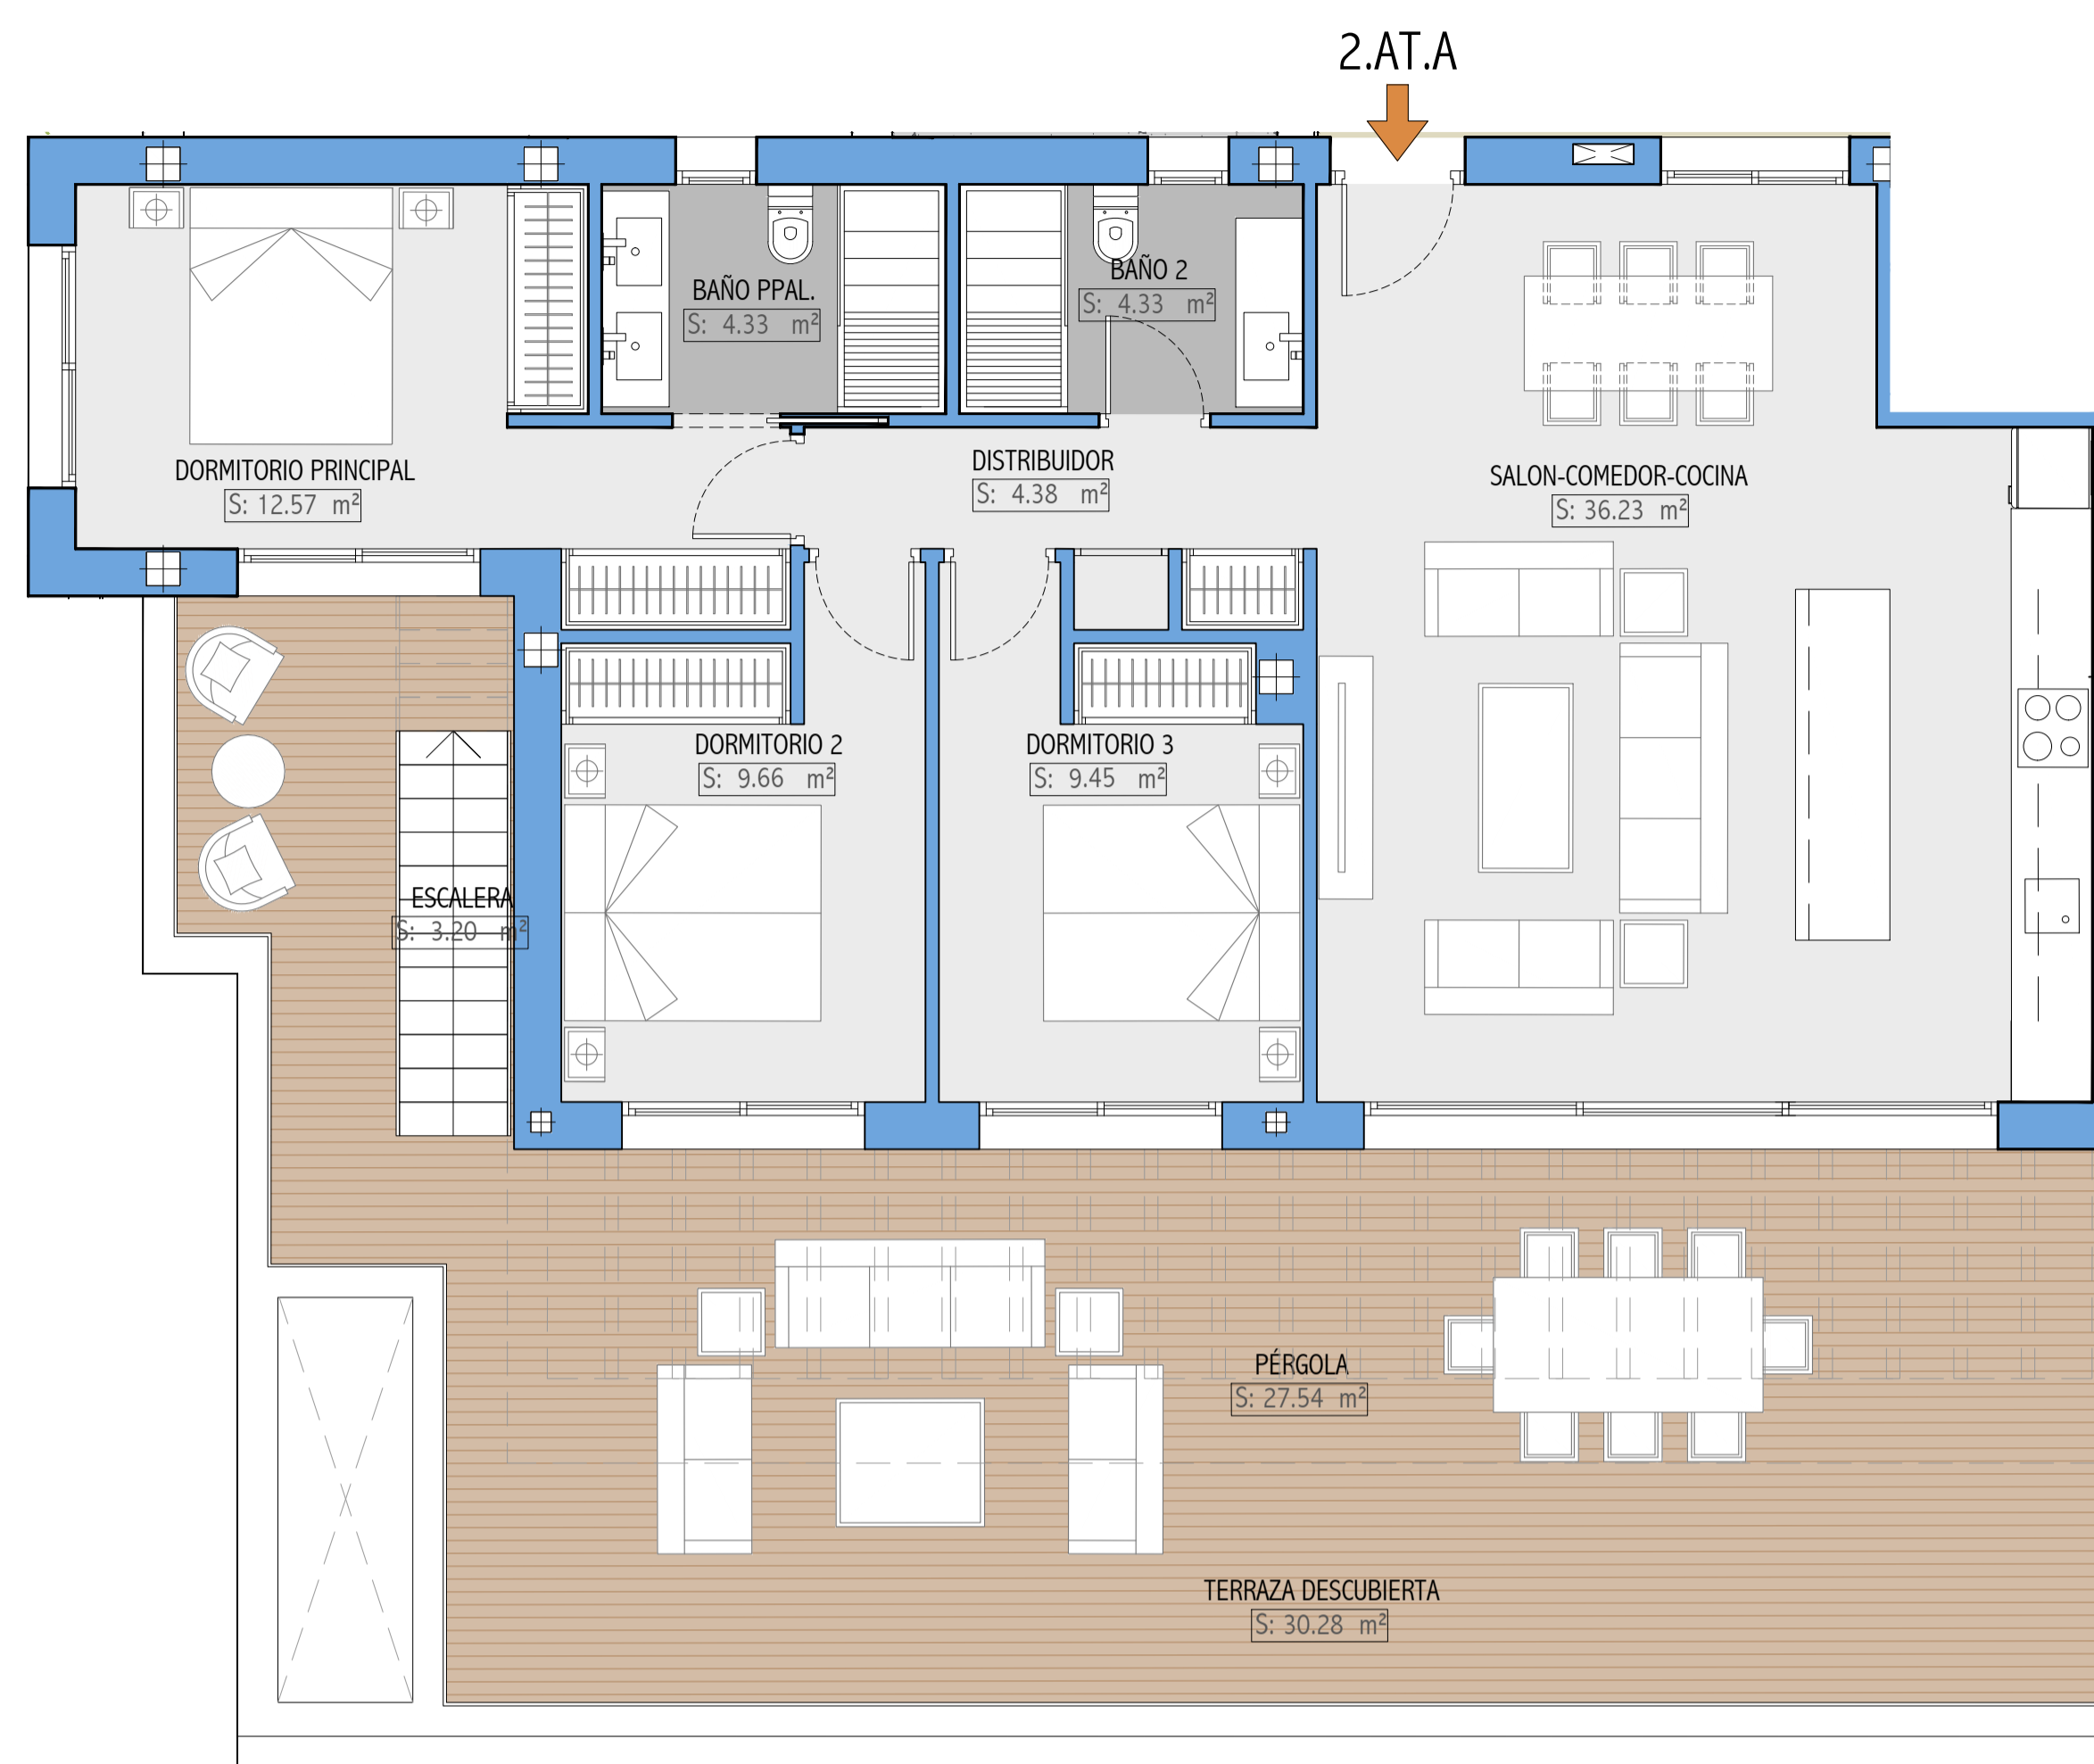 2.AT.A
BAÑO PPAL.
S: 4.33 m²
BAÑO 2
S: 4.33 m²
DORMITORIO PRINCIPAL
S: 12.57 m²
DISTRIBUIDOR
S: 4.38 m²
SALON-COMEDOR-COCINA
S: 36.23 m²
DORMITORIO 2
S: 9.66 m²
DORMITORIO 3
S: 9.45 m²
ESCALERA
S: 3.20 m²
PÉRGOLA
S: 27.54 m²
TERRAZA DESCUBIERTA
S: 30.28 m²